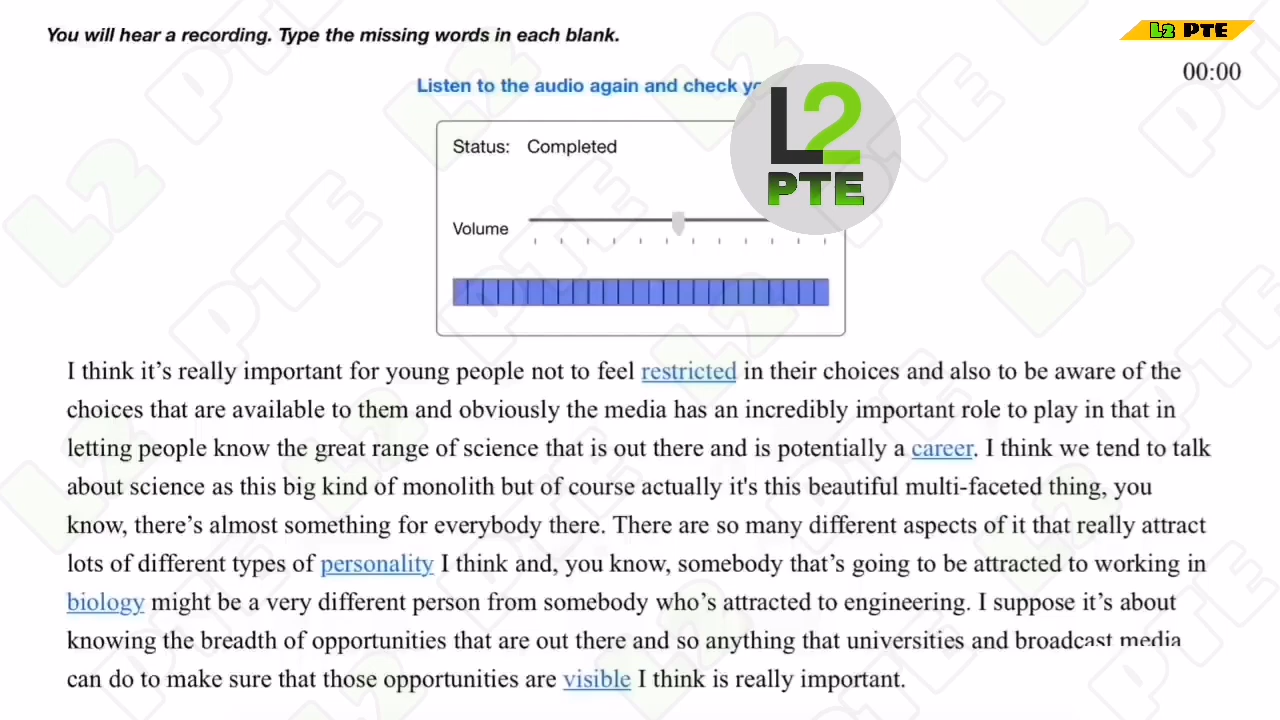 You will hear a recording. Type the missing words in each blank.
L2 PTE
00:00
Listen to the audio again and check
L2
PTE
Status: Completed
Volume
I think it’s really important for young people not to feel restricted in their choices and also to be aware of the
choices that are available to them and obviously the media has an incredibly important role to play in that in
letting people know the great range of science that is out there and is potentially a career. I think we tend to talk
about science as this big kind of monolith but of course actually it's this beautiful multi-faceted thing, you
know, there’s almost something for everybody there. There are so many different aspects of it that really attract
lots of different types of personality I think and, you know, somebody that’s going to be attracted to working in
biology might be a very different person from somebody who’s attracted to engineering. I suppose it’s about
knowing the breadth of opportunities that are out there and so anything that universities and broadcast media
can do to make sure that those opportunities are visible I think is really important.